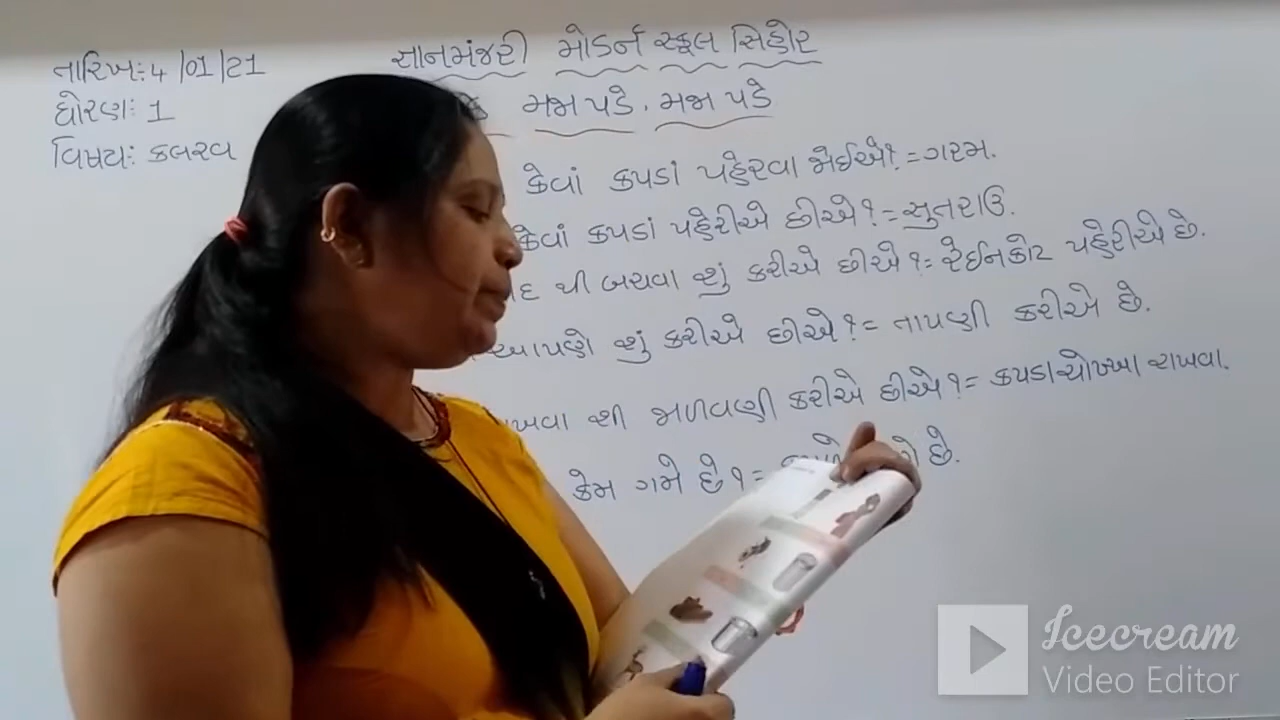 તારિખ: 4/01/21
જ્ઞાનમંજરી મોડર્ન સ્કૂલ સિહોર
ધોરણ: 1
મજા પડે, મજા પડે
વિષય: કલરવ
કેવાં કપડાં પહેરવા જોઈએ? = ગરમ.
કેવાં કપડાં પહેરીએ છીએ? = સુતરાઉ.
થી બચવા શું કરીએ છીએ? = રેઈનકોટ પહેરીએ છે.
આપણે શું કરીએ છીએ? = તાપણી કરીએ છે.
શી જાળવણી કરીએ છીએ? = કપડા ચોખ્ખા રાખવા.
કેમ ગમે છે? = છે.
Icecream
Video Editor